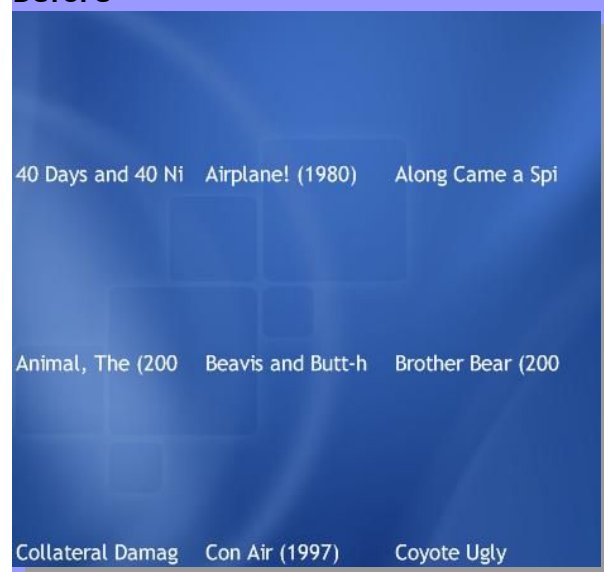 Before
40 Days and 40 Ni Airplane! (1980) Along Came a Spi
Animal, The (200 Beavis and Butt-h Brother Bear (200
Collateral Damag Con Air (1997) Coyote Ugly